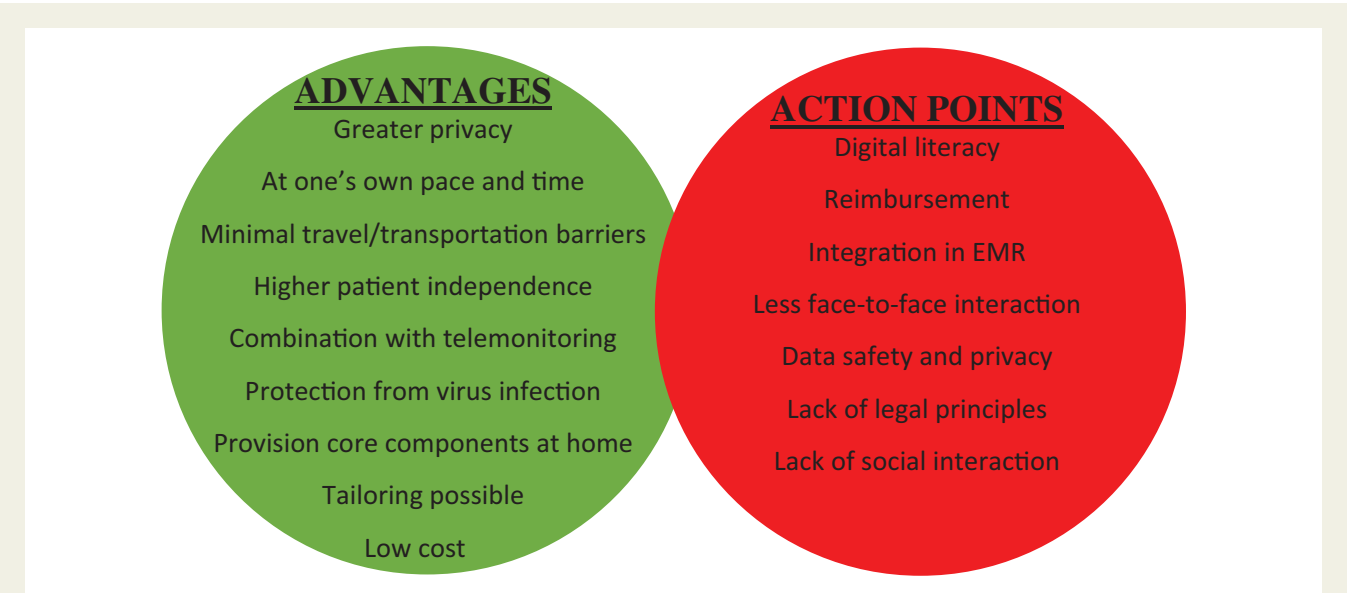 ADVANTAGES
Greater privacy
At one’s own pace and time
Minimal travel/transportation barriers
Higher patient independence
Combination with telemonitoring
Protection from virus infection
Provision core components at home
Tailoring possible
Low cost
ACTION POINTS
Digital literacy
Reimbursement
Integration in EMR
Less face-to-face interaction
Data safety and privacy
Lack of legal principles
Lack of social interaction